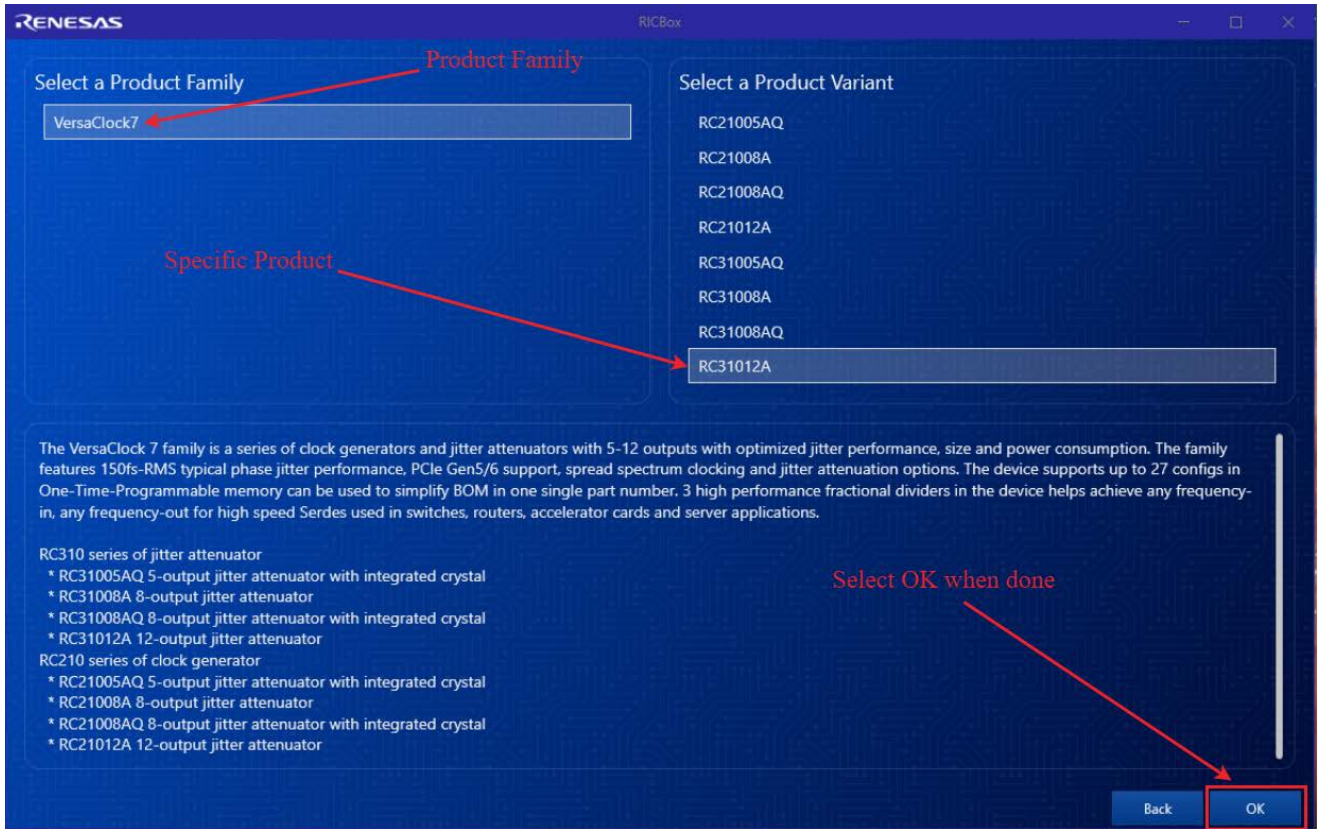 RENESAS
RICBox
Product Family
Select a Product Family
VersaClock7
Specific Product
Select a Product Variant
RC21005AQ
RC21008A
RC21008AQ
RC21012A
RC31005AQ
RC31008A
RC31008AQ
RC31012A
The VersaClock 7 family is a series of clock generators and jitter attenuators with 5-12 outputs with optimized jitter performance, size and power consumption. The family
features 150fs-RMS typical phase jitter performance, PCIe Gen5/6 support, spread spectrum clocking and jitter attenuation options. The device supports up to 27 configs in
One-Time-Programmable memory can be used to simplify BOM in one single part number. 3 high performance fractional dividers in the device helps achieve any frequency-
in, any frequency-out for high speed Serdes used in switches, routers, accelerator cards and server applications.
RC310 series of jitter attenuator
* RC31005AQ 5-output jitter attenuator with integrated crystal
* RC31008A 8-output jitter attenuator
* RC31008AQ 8-output jitter attenuator with integrated crystal
* RC31012A 12-output jitter attenuator
RC210 series of clock generator
* RC21005AQ 5-output jitter attenuator with integrated crystal
* RC21008A 8-output jitter attenuator
* RC21008AQ 8-output jitter attenuator with integrated crystal
* RC21012A 12-output jitter attenuator
Select OK when done
Back
OK